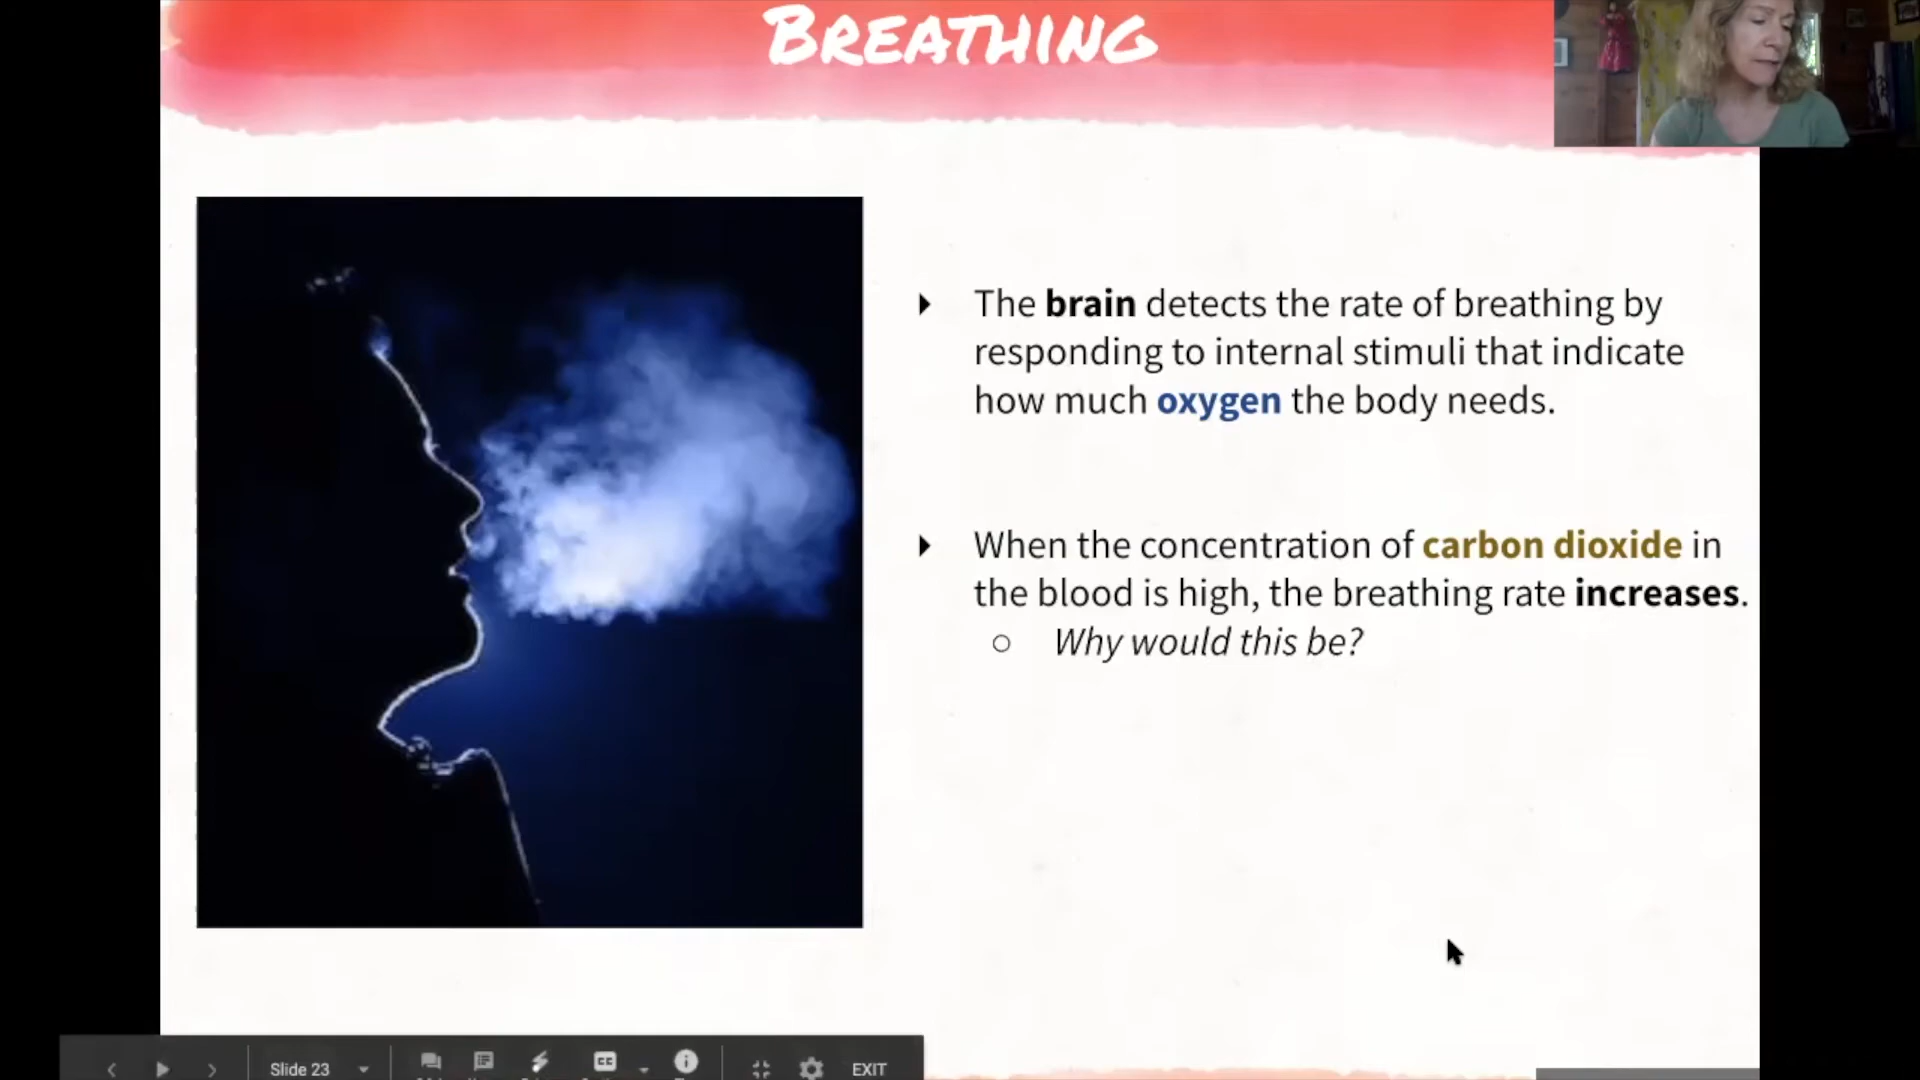 BREATHING
The brain detects the rate of breathing by
responding to internal stimuli that indicate
how much oxygen the body needs.
When the concentration of carbon dioxide in
the blood is high, the breathing rate increases.
Why would this be?
Slide 23
CC
EXIT